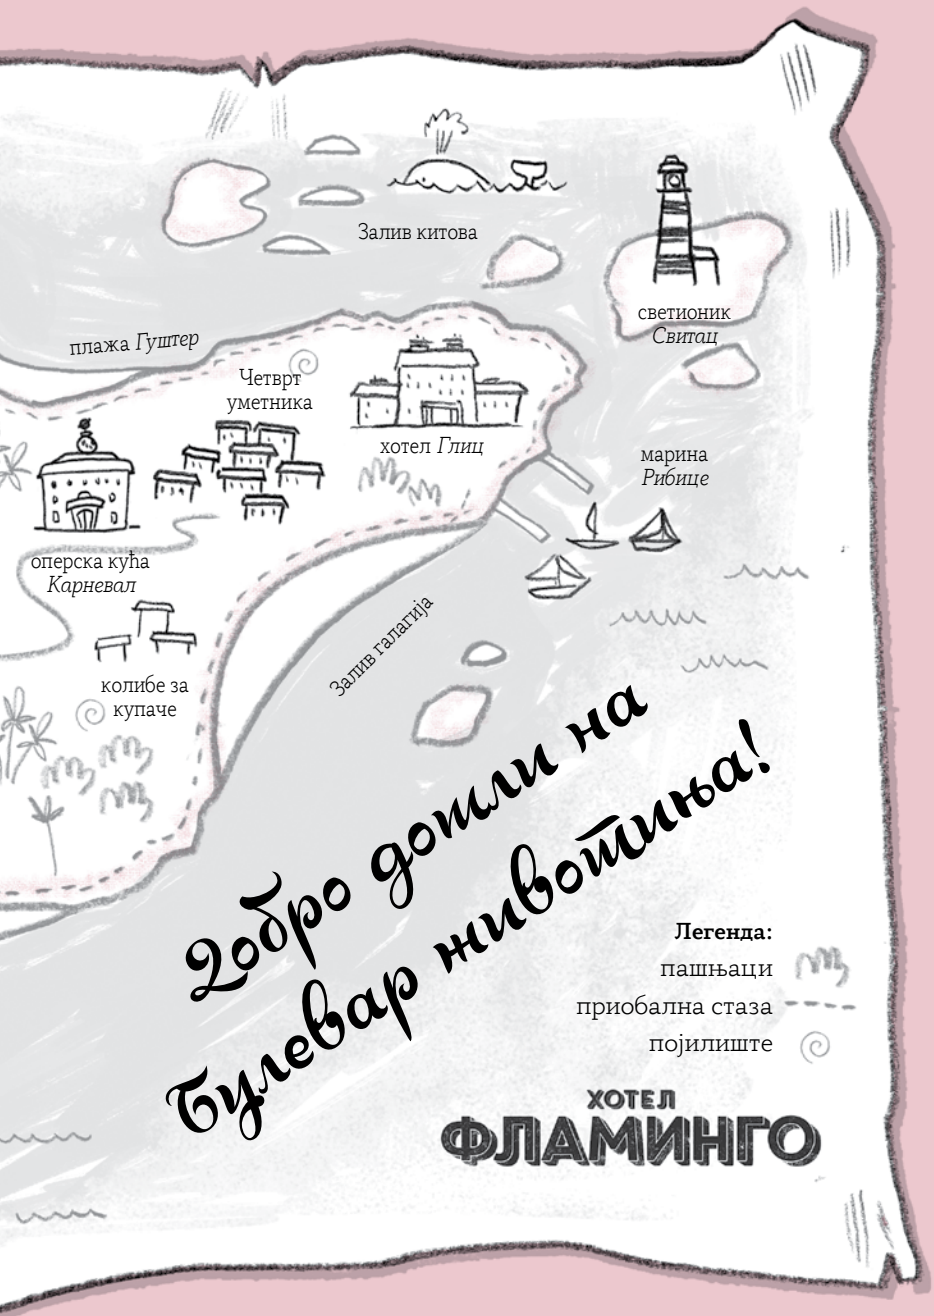 Залив китова
светионик
Свитац
плажа Гуштер
Четврт
уметника
хотел Глиц
марина
Рибице
оперска кућа
Карневал
Залив галагија
колибе за
купаче
Добро дошли на
Булевар животиња!
Легенда:
пашњаци
приобална стаза
појилиште
ХОТЕЛ
ФЛАМИНГО